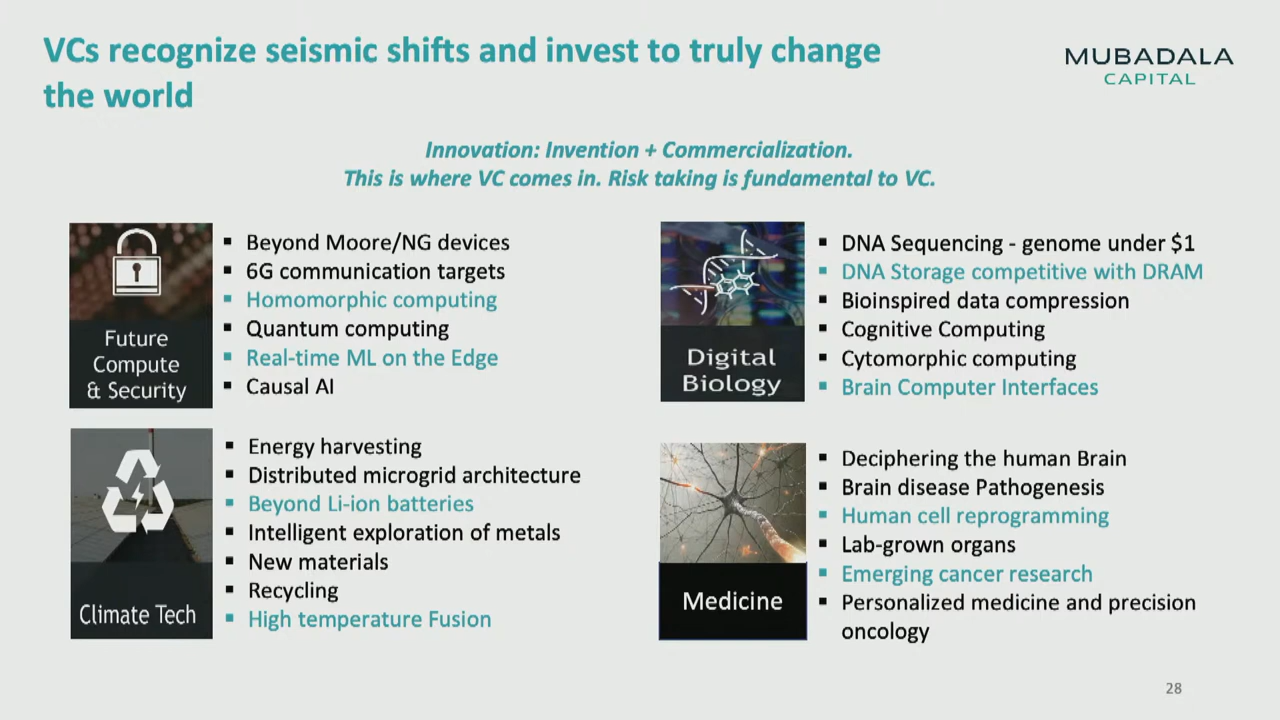 VCs recognize seismic shifts and invest to truly change
the world
MUBADALA
CAPITAL
Innovation: Invention + Commercialization.
This is where VC comes in. Risk taking is fundamental to VC.
Future
Compute
& Security
▪ Beyond Moore/NG devices
▪ 6G communication targets
▪ Homomorphic computing
▪ Quantum computing
▪ Real-time ML on the Edge
▪ Causal AI
Digital
Biology
▪ DNA Sequencing - genome under $1
▪ DNA Storage competitive with DRAM
▪ Bioinspired data compression
▪ Cognitive Computing
▪ Cytomorphic computing
▪ Brain Computer Interfaces
Climate Tech
▪ Energy harvesting
▪ Distributed microgrid architecture
▪ Beyond Li-ion batteries
▪ Intelligent exploration of metals
▪ New materials
▪ Recycling
▪ High temperature Fusion
Medicine
▪ Deciphering the human Brain
▪ Brain disease Pathogenesis
▪ Human cell reprogramming
▪ Lab-grown organs
▪ Emerging cancer research
▪ Personalized medicine and precision
oncology
28